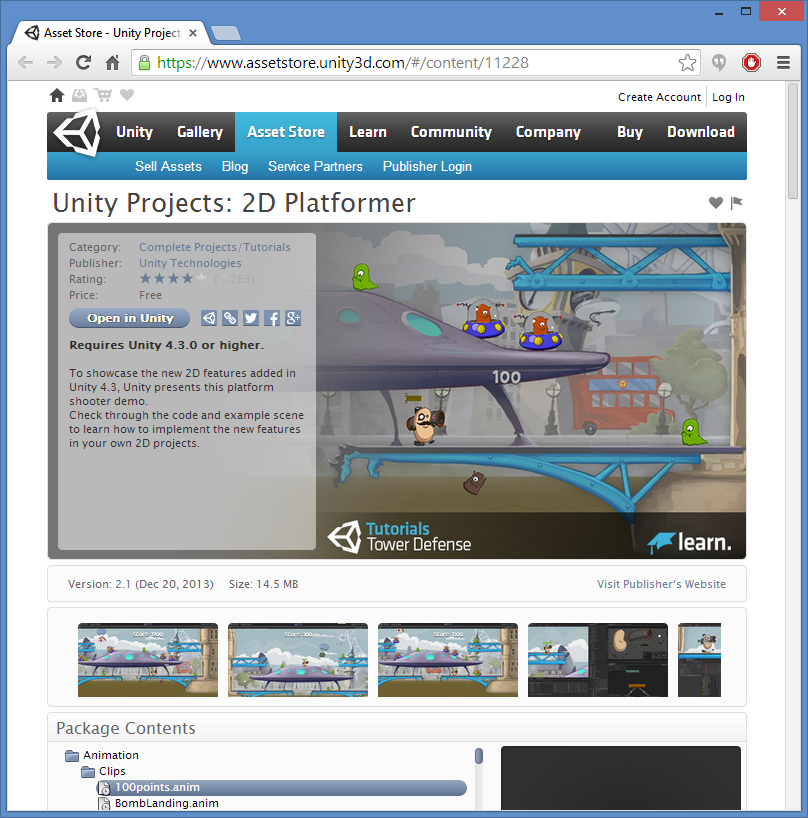 Asset Store - Unity Project
https://www.assetstore.unity3d.com/#/content/11228
Create Account Log In
Unity Gallery Asset Store Learn Community Company Buy Download
Sell Assets Blog Service Partners Publisher Login
Unity Projects: 2D Platformer
Category: Complete Projects/Tutorials
Publisher: Unity Technologies
Rating: (263)
Price: Free
Open in Unity
Requires Unity 4.3.0 or higher.
To showcase the new 2D features added in
Unity 4.3, Unity presents this platform
shooter demo.
Check through the code and example scene
to learn how to implement the new features
in your own 2D projects.
100
Tutorials
Tower Defense
learn.
Version: 2.1 (Dec 20, 2013) Size: 14.5 MB
Visit Publisher's Website
Package Contents
Animation
Clips
100points.anim
BombLanding.anim